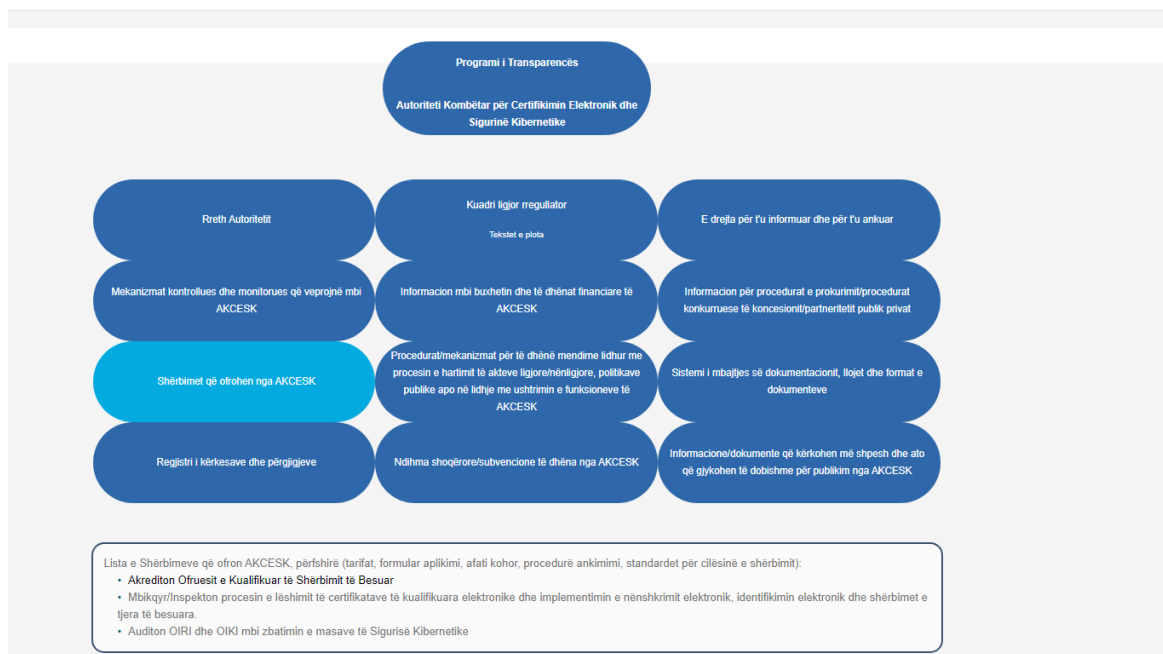 Programi i Transparencës
Autoriteti Kombëtar për Certifikimin Elektronik dhe
Sigurinë Kibernetike
Rreth Autoritetit
Kuadri ligjor rregullator
Tekstet e plota
E drejta për t'u informuar dhe për t'u ankuar
Mekanizmat kontrollues dhe monitorues që veprojnë mbi
AKCESK
Informacion mbi buxhetin dhe të dhënat financiare të
AKCESK
Informacion për procedurat e prokurimit/procedurat
konkurruese të koncesionit/partneritetit publik privat
Shërbimet që ofrohen nga AKCESK
Procedurat/mekanizmat për të dhënë mendime lidhur me
procesin e hartimit të akteve ligjore/nënligjore, politikave
publike apo në lidhje me ushtrimin e funksioneve të
AKCESK
Sistemi i mbajtjes së dokumentacionit, llojet dhe format e
dokumenteve
Regjistri i kërkesave dhe përgjigjeve
Ndihma shoqërore/subvencione të dhëna nga AKCESK
Informacione/dokumente që kërkohen më shpesh dhe ato
që gjykohen të dobishme për publikim nga AKCESK
Lista e Shërbimeve që ofron AKCESK, përfshirë (tarifat, formular aplikimi, afati kohor, procedurë ankimimi, standardet për cilësinë e shërbimit):
• Akrediton Ofruesit e Kualifikuar të Shërbimit të Besuar
• Mbikqyr/Inspekton procesin e lëshimit të certifikatave të kualifikuara elektronike dhe implementimin e nënshkrimit elektronik, identifikimin elektronik dhe shërbimet e
tjera të besuara.
• Auditon OIRI dhe OIKI mbi zbatimin e masave të Sigurisë Kibernetike